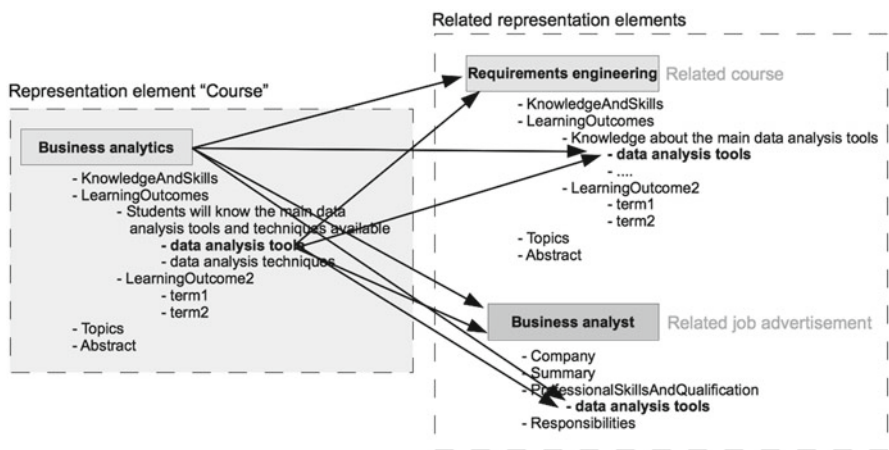 Related representation elements
Representation element “Course”
Requirements engineering
Related course
- KnowledgeAndSkills
- LearningOutcomes
- Knowledge about the main data analysis tools
- data analysis tools
- ....
- LearningOutcome2
- term1
- term2
- Topics
- Abstract
Business analytics
- KnowledgeAndSkills
- LearningOutcomes
- Students will know the main data
analysis tools and techniques available
- data analysis tools
- data analysis techniques
- LearningOutcome2
- term1
- term2
- Topics
- Abstract
Business analyst
Related job advertisement
- Company
- Summary
- ProfessionalSkillsAndQualification
- data analysis tools
- Responsibilities